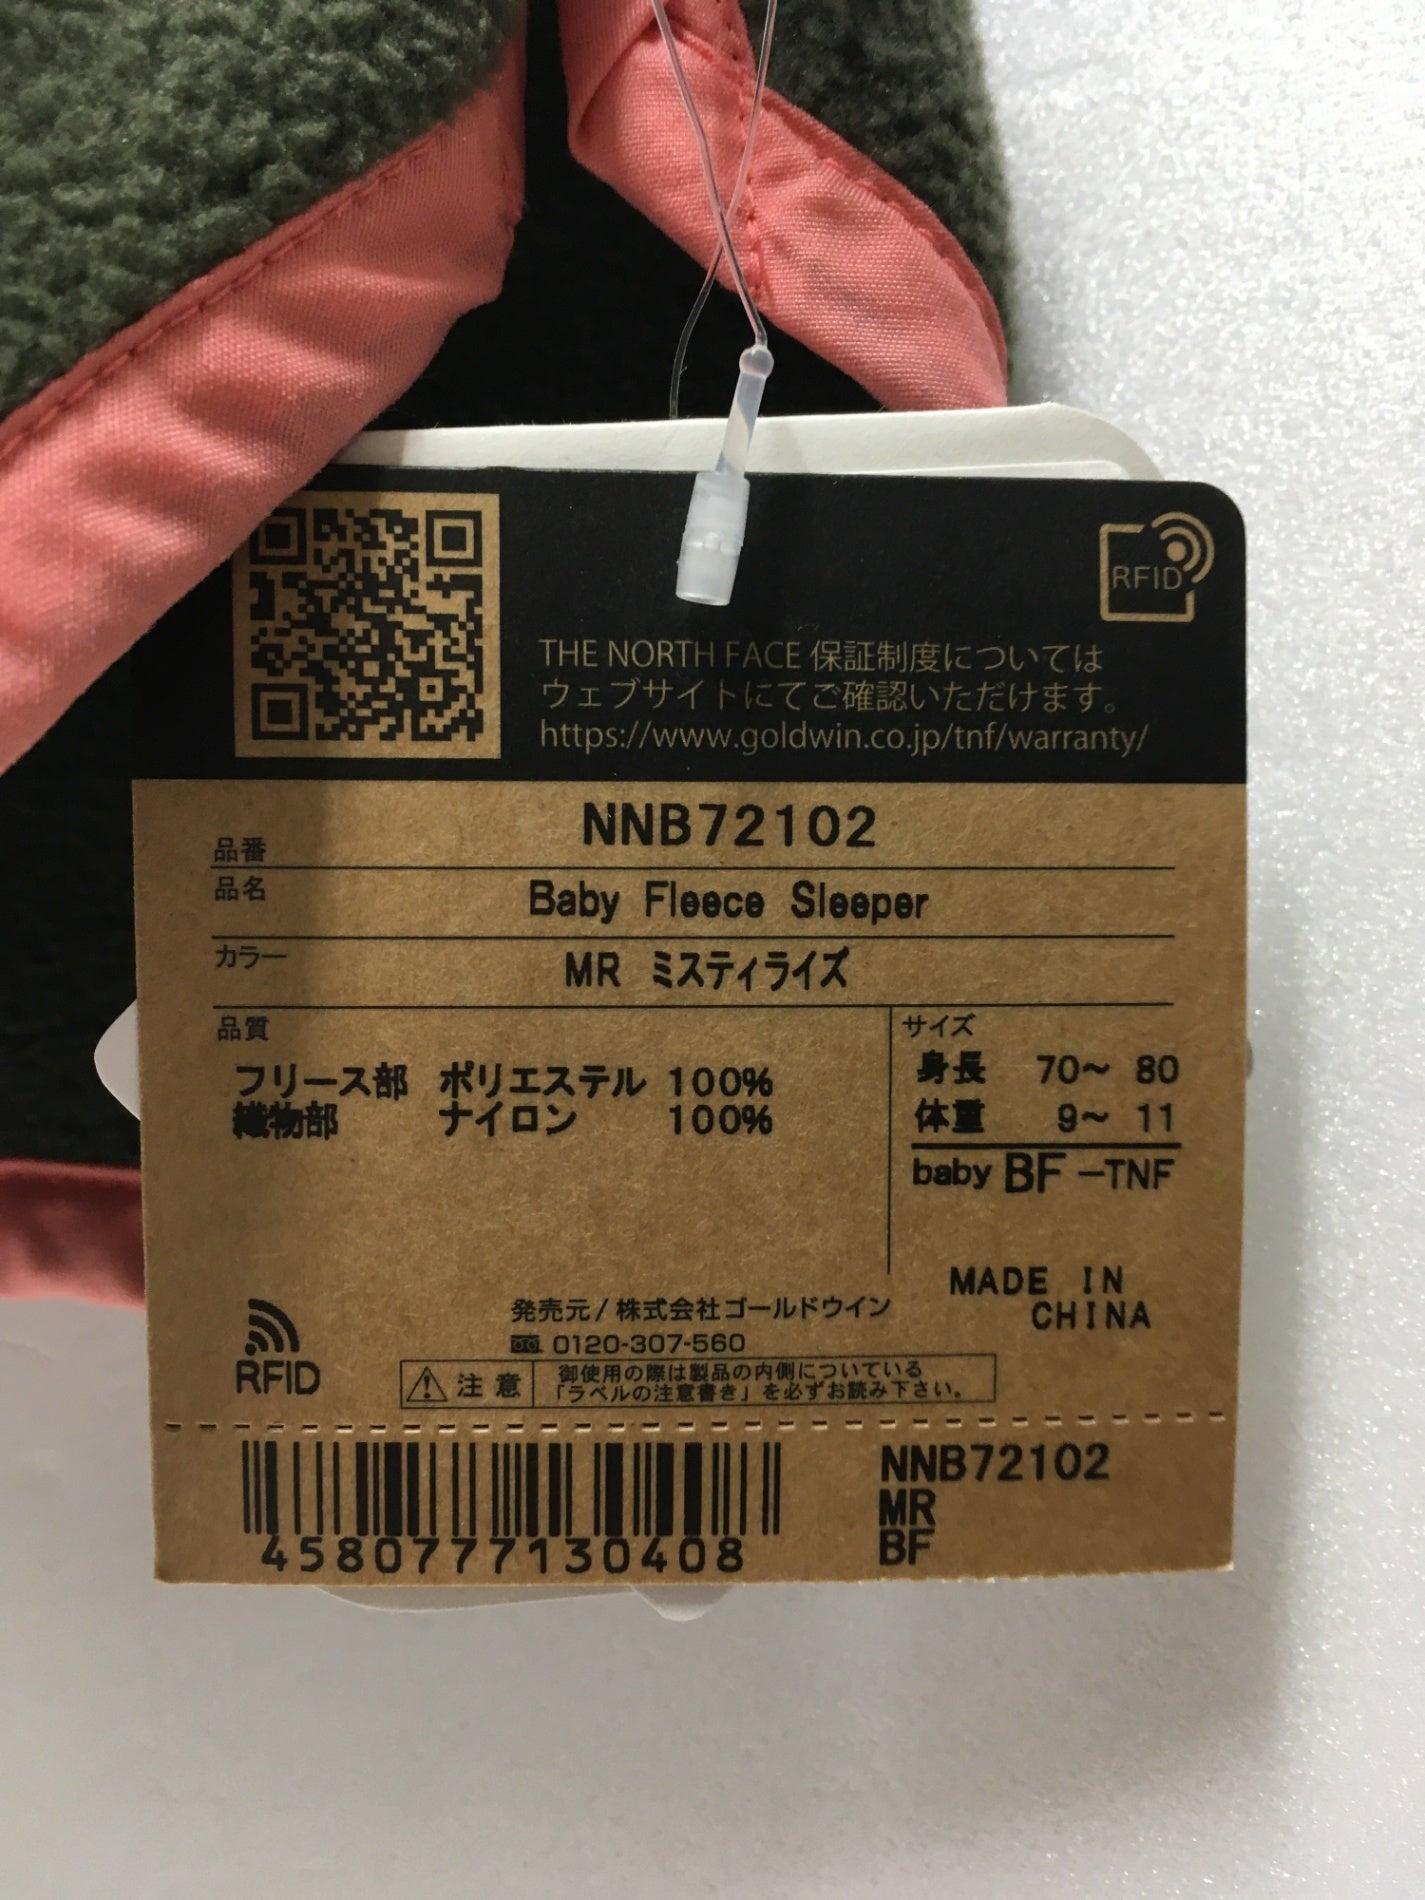 RFID
THE NORTH FACE 保証制度については
ウェブサイトにてご確認いただけます。
https://www.goldwin.co.jp/tnf/warranty/
品番 NNB72102
品名 Baby Fleece Sleeper
カラー MR ミスティライズ
品質
フリース部 ポリエステル 100%
織物部 ナイロン 100%
サイズ
身長 70~ 80
体重 9~ 11
baby BF -TNF
MADE IN
CHINA
発売元/株式会社ゴールドウイン
0120-307-560
RFID
注意
御使用の際は製品の内側についている
「ラベルの注意書き」を必ずお読み下さい。
4580777130408
NNB72102
MR
BF